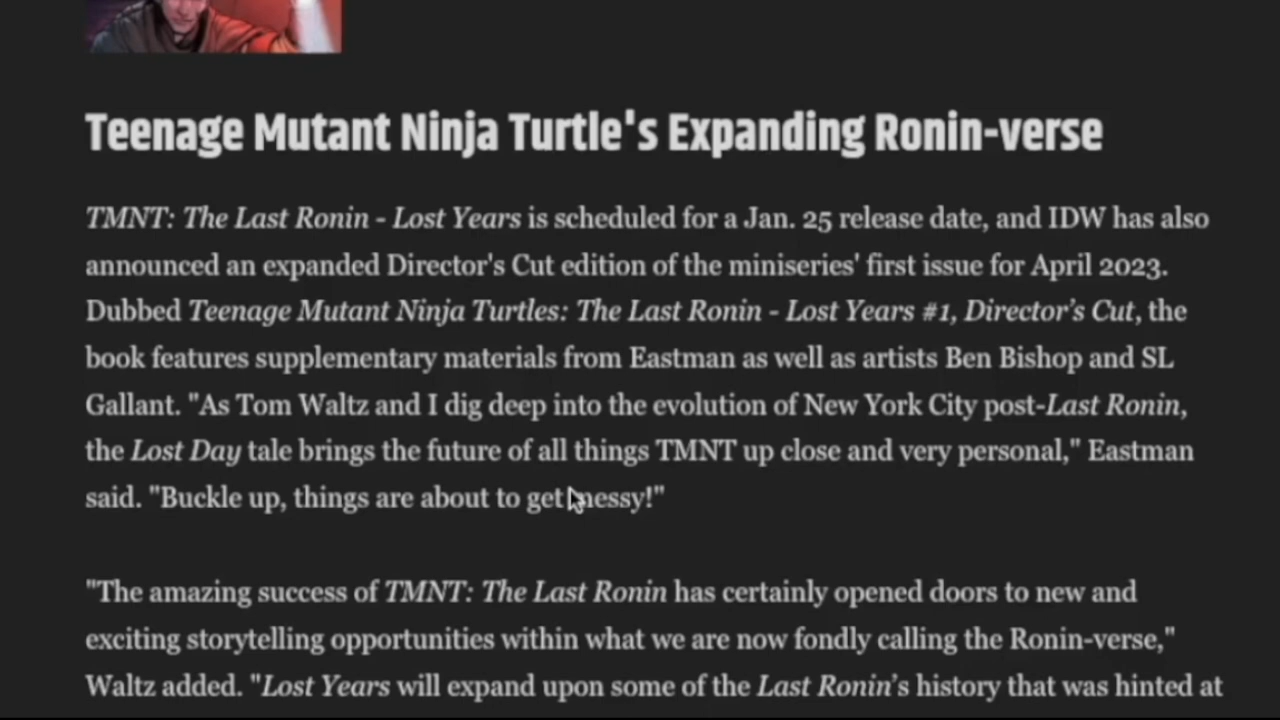 Teenage Mutant Ninja Turtle's Expanding Ronin-verse
TMNT: The Last Ronin - Lost Years is scheduled for a Jan. 25 release date, and IDW has also
announced an expanded Director's Cut edition of the miniseries' first issue for April 2023.
Dubbed Teenage Mutant Ninja Turtles: The Last Ronin - Lost Years #1, Director’s Cut, the
book features supplementary materials from Eastman as well as artists Ben Bishop and SL
Gallant. "As Tom Waltz and I dig deep into the evolution of New York City post-Last Ronin,
the Lost Day tale brings the future of all things TMNT up close and very personal," Eastman
said. "Buckle up, things are about to get messy!"
"The amazing success of TMNT: The Last Ronin has certainly opened doors to new and
exciting storytelling opportunities within what we are now fondly calling the Ronin-verse,"
Waltz added. "Lost Years will expand upon some of the Last Ronin’s history that was hinted at